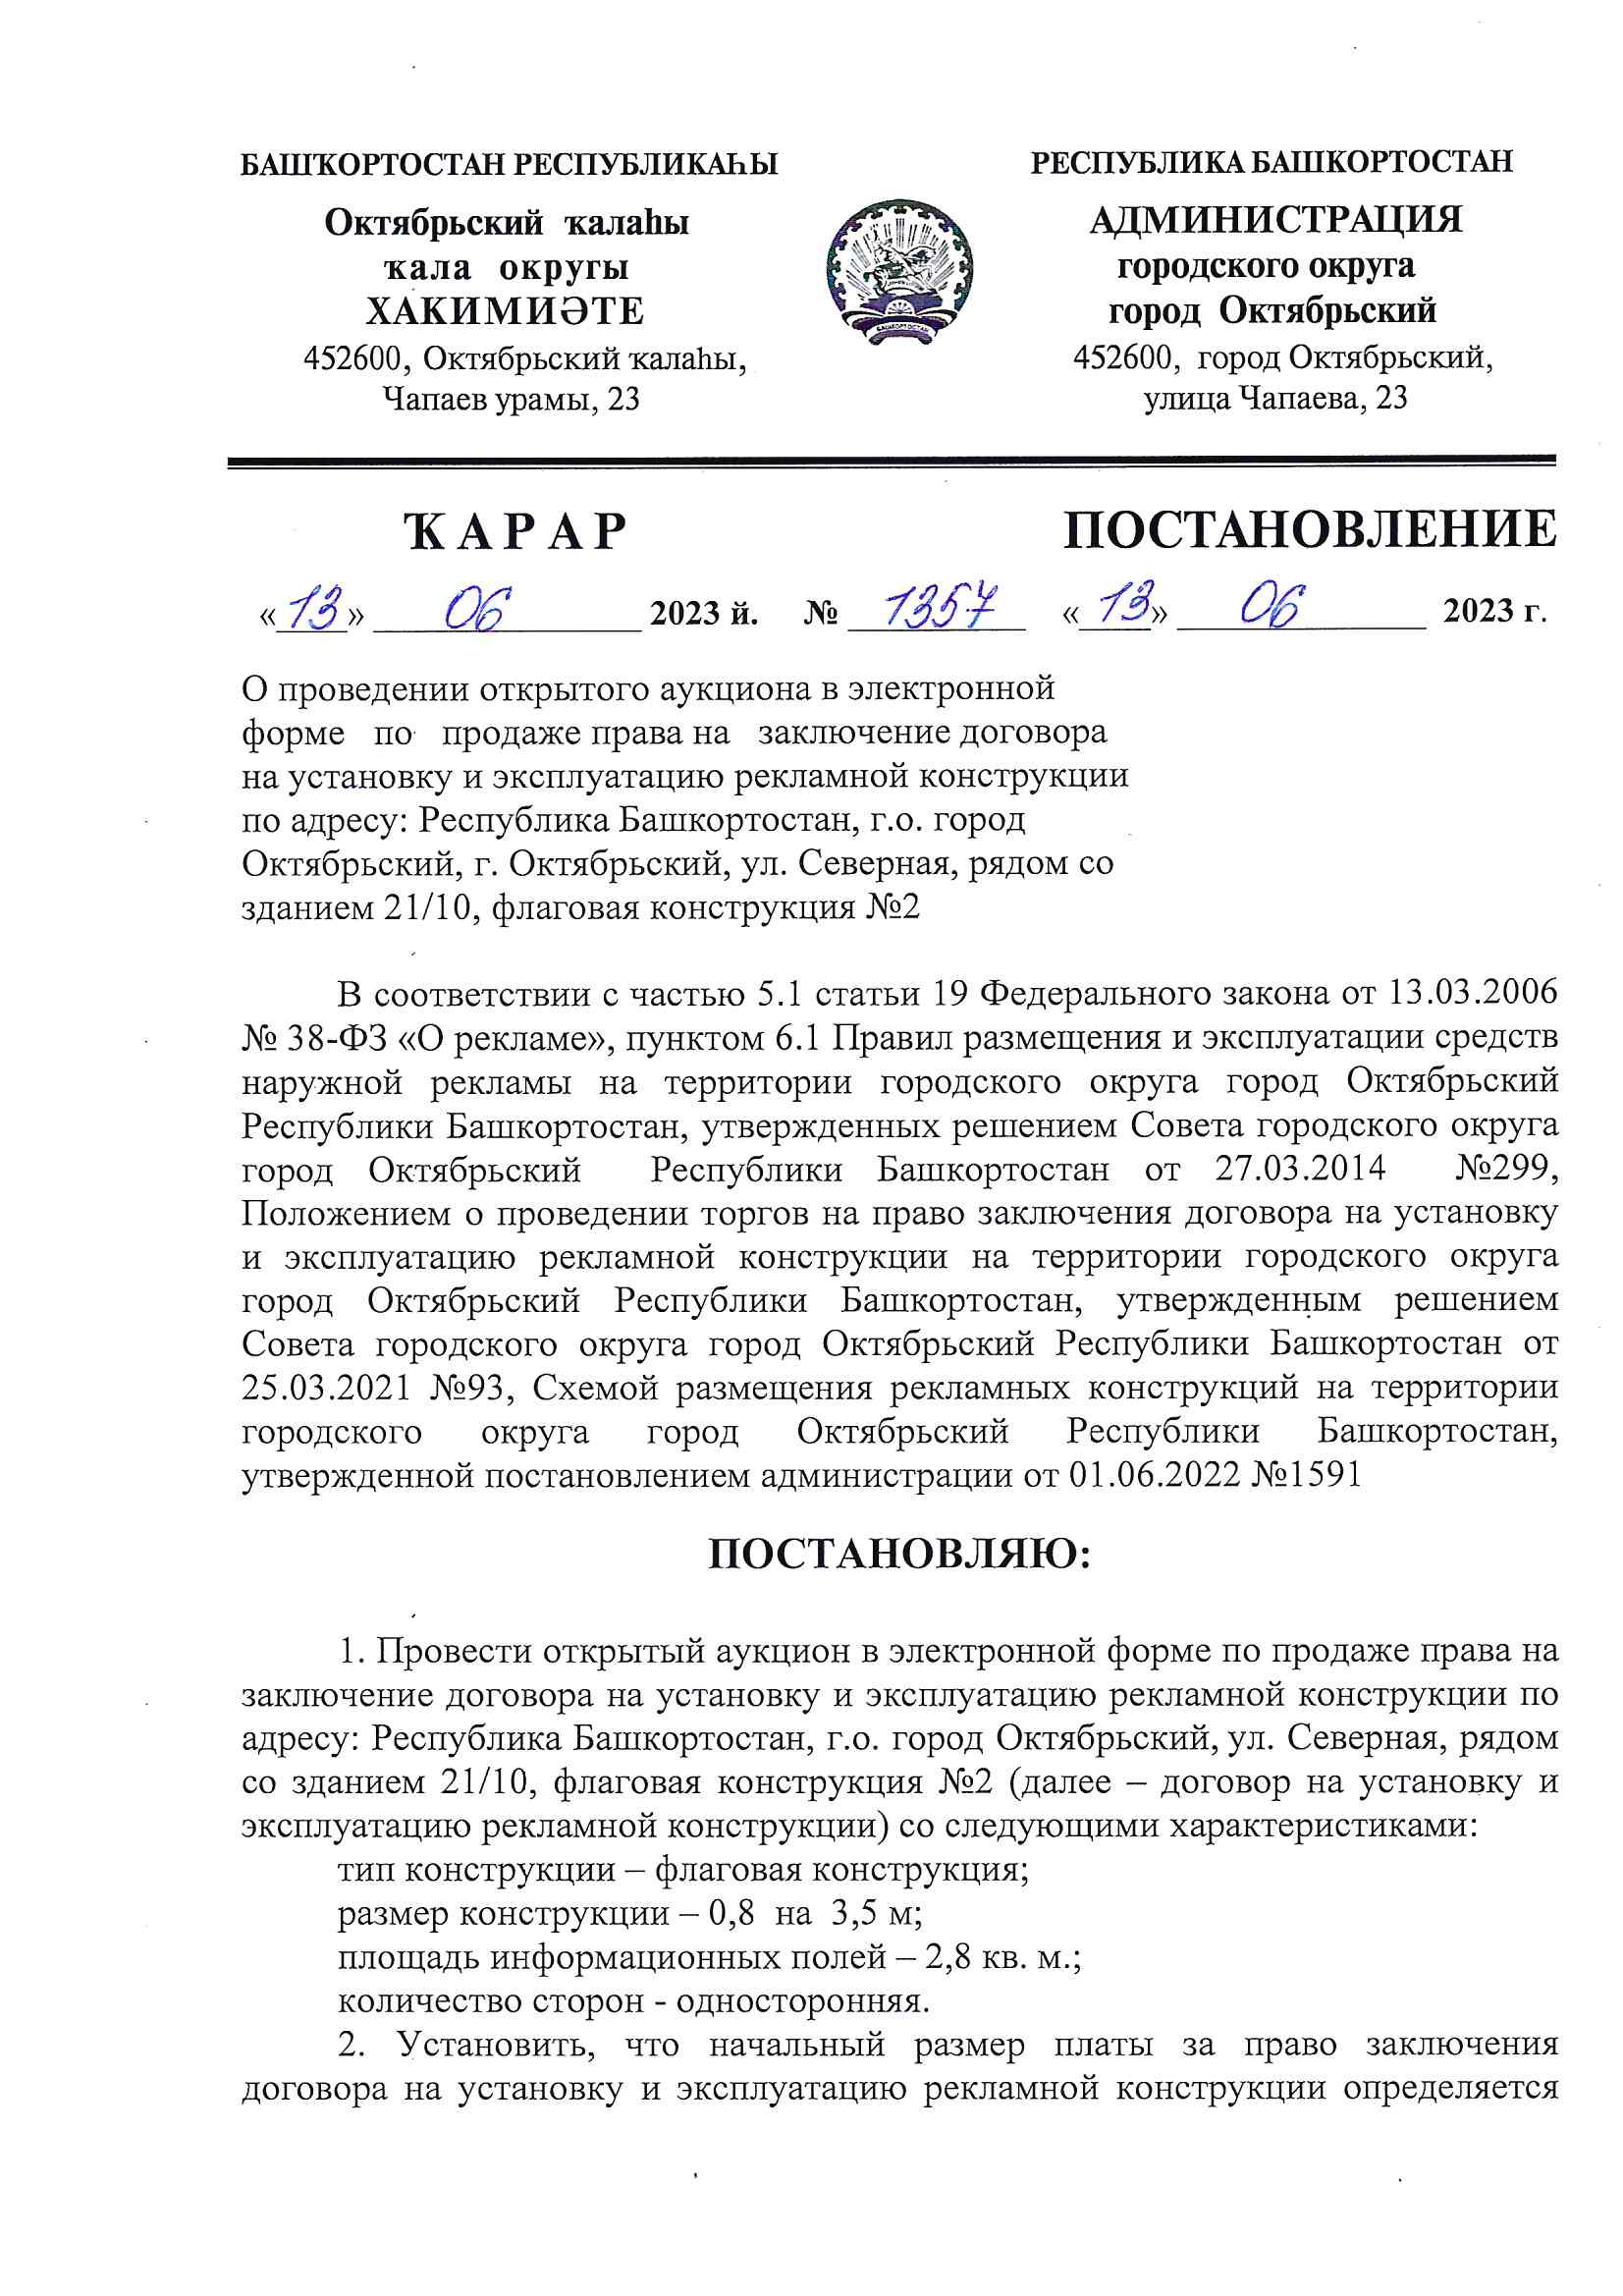 БАШҠОРТОСТАН РЕСПУБЛИКАҺЫ
Октябрьский ҡалаһы
ҡала округы
ХАКИМИӘТЕ
452600, Октябрьский ҡалаһы,
Чапаев урамы, 23
БАШКОРТОСТАН
РЕСПУБЛИКА БАШКОРТОСТАН
АДМИНИСТРАЦИЯ
городского округа
город Октябрьский
452600, город Октябрьский,
улица Чапаева, 23
ҠАРАР
ПОСТАНОВЛЕНИЕ
«13» 06 2023 й. № 1357 «13» 06 2023 г.
О проведении открытого аукциона в электронной
форме по продаже права на заключение договора
на установку и эксплуатацию рекламной конструкции
по адресу: Республика Башкортостан, г.о. город
Октябрьский, г. Октябрьский, ул. Северная, рядом со
зданием 21/10, флаговая конструкция №2
В соответствии с частью 5.1 статьи 19 Федерального закона от 13.03.2006
№ 38-ФЗ «О рекламе», пунктом 6.1 Правил размещения и эксплуатации средств
наружной рекламы на территории городского округа город Октябрьский
Республики Башкортостан, утвержденных решением Совета городского округа
город Октябрьский Республики Башкортостан от 27.03.2014 №299,
Положением о проведении торгов на право заключения договора на установку
и эксплуатацию рекламной конструкции на территории городского округа
город Октябрьский Республики Башкортостан, утвержденным решением
Совета городского округа город Октябрьский Республики Башкортостан от
25.03.2021 №93, Схемой размещения рекламных конструкций на территории
городского округа город Октябрьский Республики Башкортостан,
утвержденной постановлением администрации от 01.06.2022 №1591
ПОСТАНОВЛЯЮ:
1. Провести открытый аукцион в электронной форме по продаже права на
заключение договора на установку и эксплуатацию рекламной конструкции по
адресу: Республика Башкортостан, г.о. город Октябрьский, ул. Северная, рядом
со зданием 21/10, флаговая конструкция №2 (далее – договор на установку и
эксплуатацию рекламной конструкции) со следующими характеристиками:
тип конструкции – флаговая конструкция;
размер конструкции – 0,8 на 3,5 м;
площадь информационных полей – 2,8 кв. м.;
количество сторон - односторонняя.
2. Установить, что начальный размер платы за право заключения
договора на установку и эксплуатацию рекламной конструкции определяется